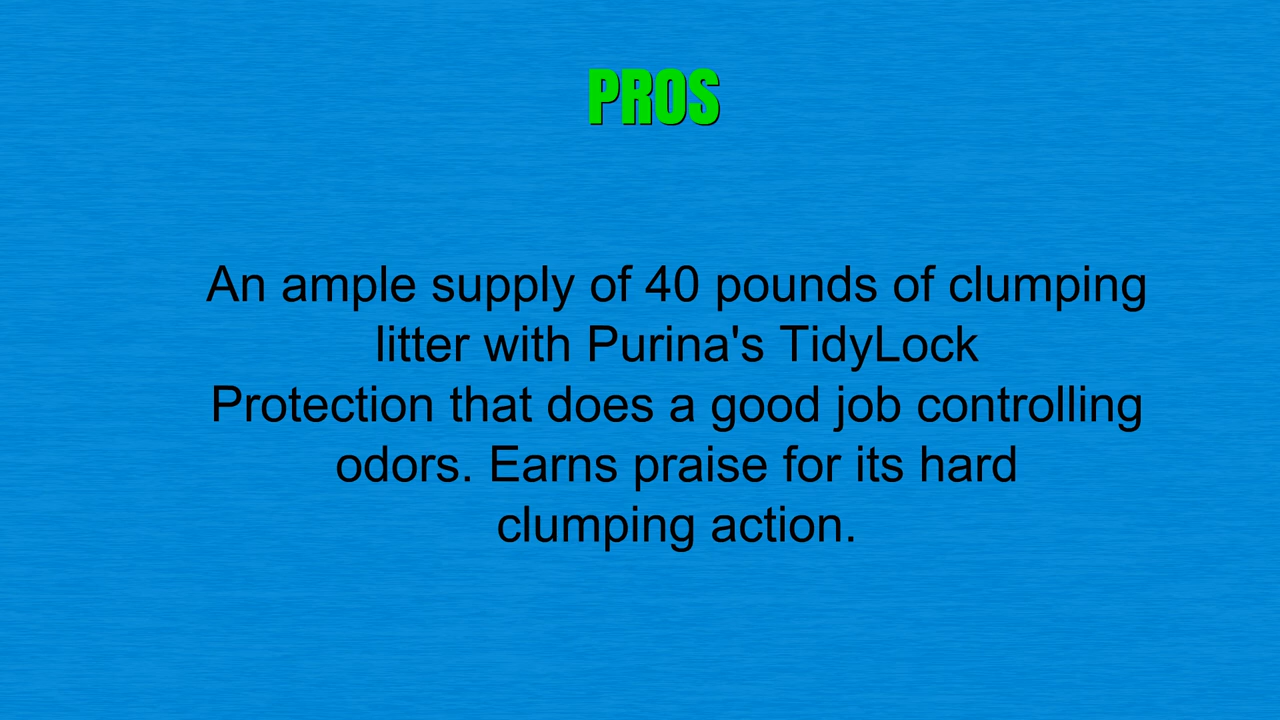 PROS
An ample supply of 40 pounds of clumping
litter with Purina's TidyLock
Protection that does a good job controlling
odors. Earns praise for its hard
clumping action.